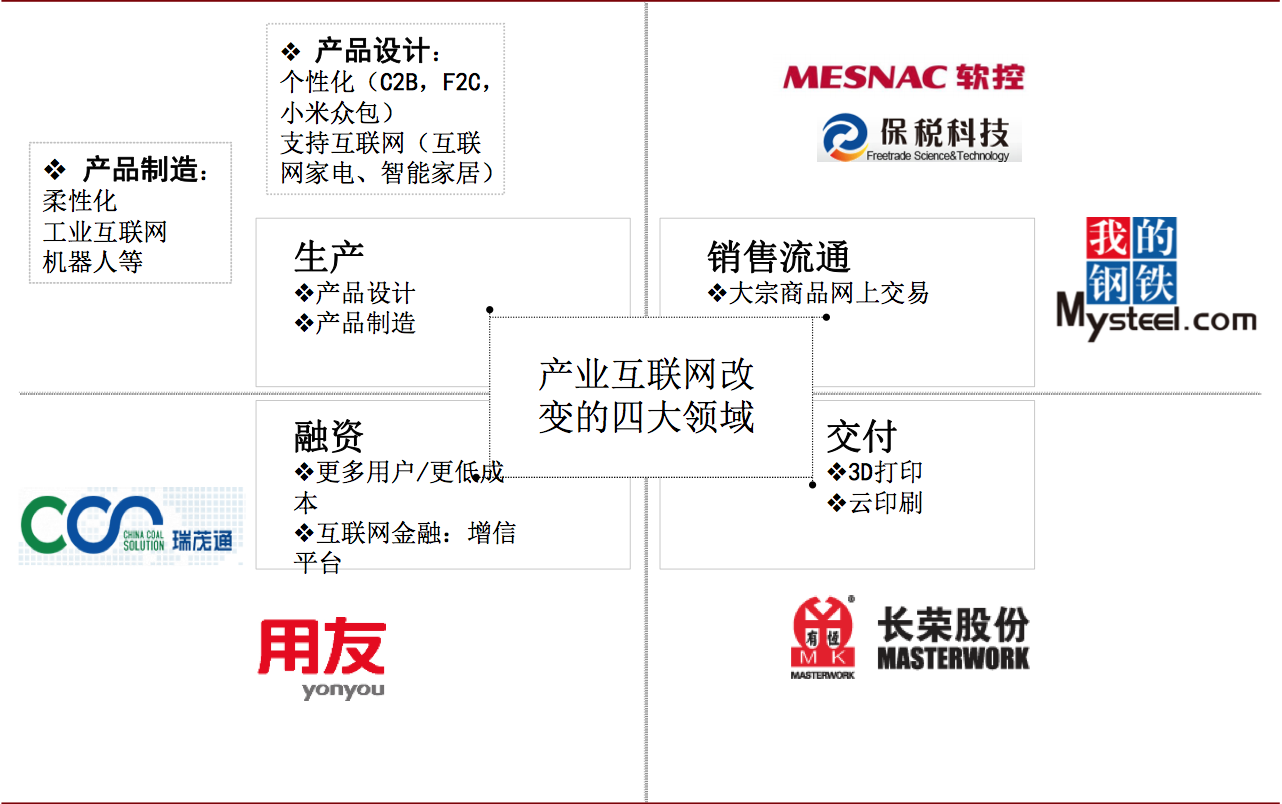 ❖ 产品设计：
个性化（C2B，F2C，
小米众包）
支持互联网（互联
网家电、智能家居）
❖ 产品制造：
柔性化
工业互联网
机器人等
MESNAC 软控
保税科技
Freetrade Science&Technology
生产
❖产品设计
❖产品制造
销售流通
❖大宗商品网上交易
我的
钢铁
Mysteel.com
产业互联网改
变的四大领域
融资
❖更多用户/更低成
本
❖互联网金融：增信
平台
交付
❖3D打印
❖云印刷
CCS
CHINA COAL
SOLUTION
瑞茂通
用友
yonyou
有恆
MK
MASTERWORK
®
长荣股份
MASTERWORK